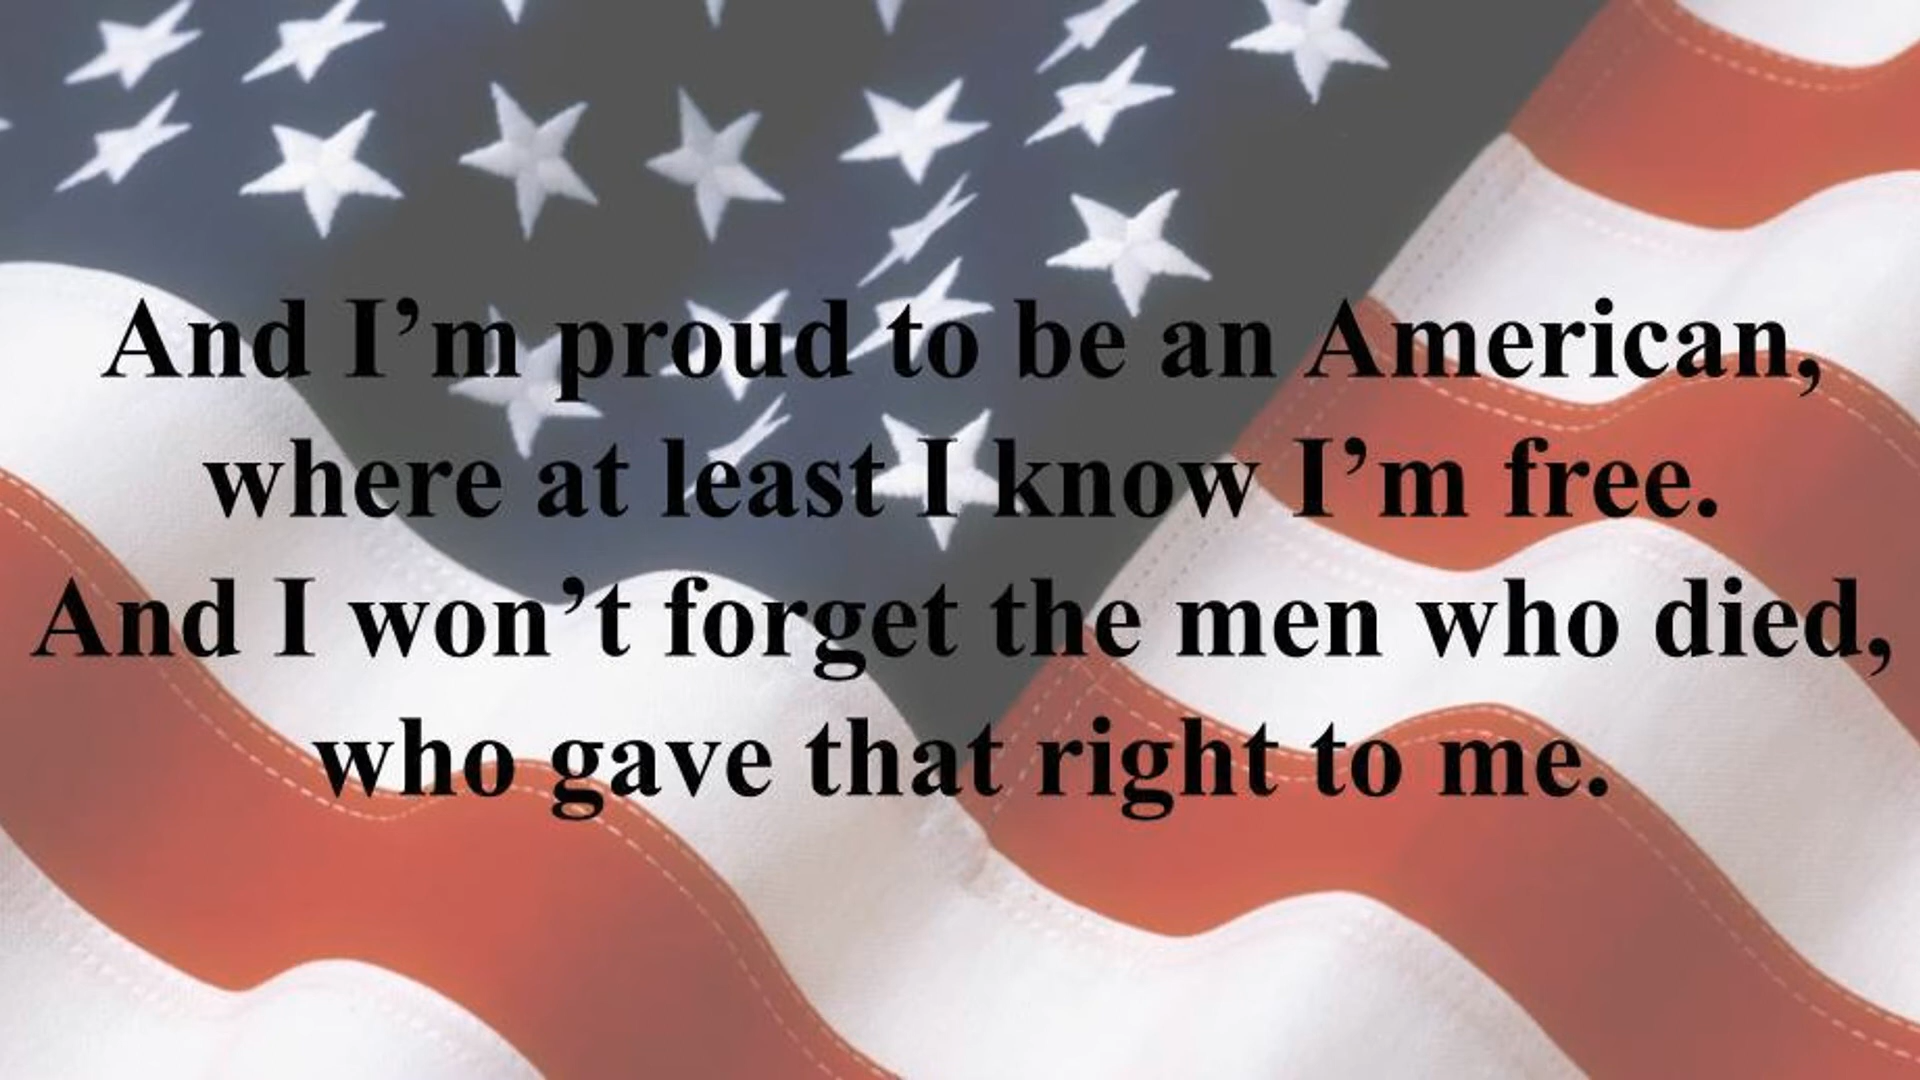 And I’m proud to be an American,
where at least I know I’m free.
And I won’t forget the men who died,
who gave that right to me.